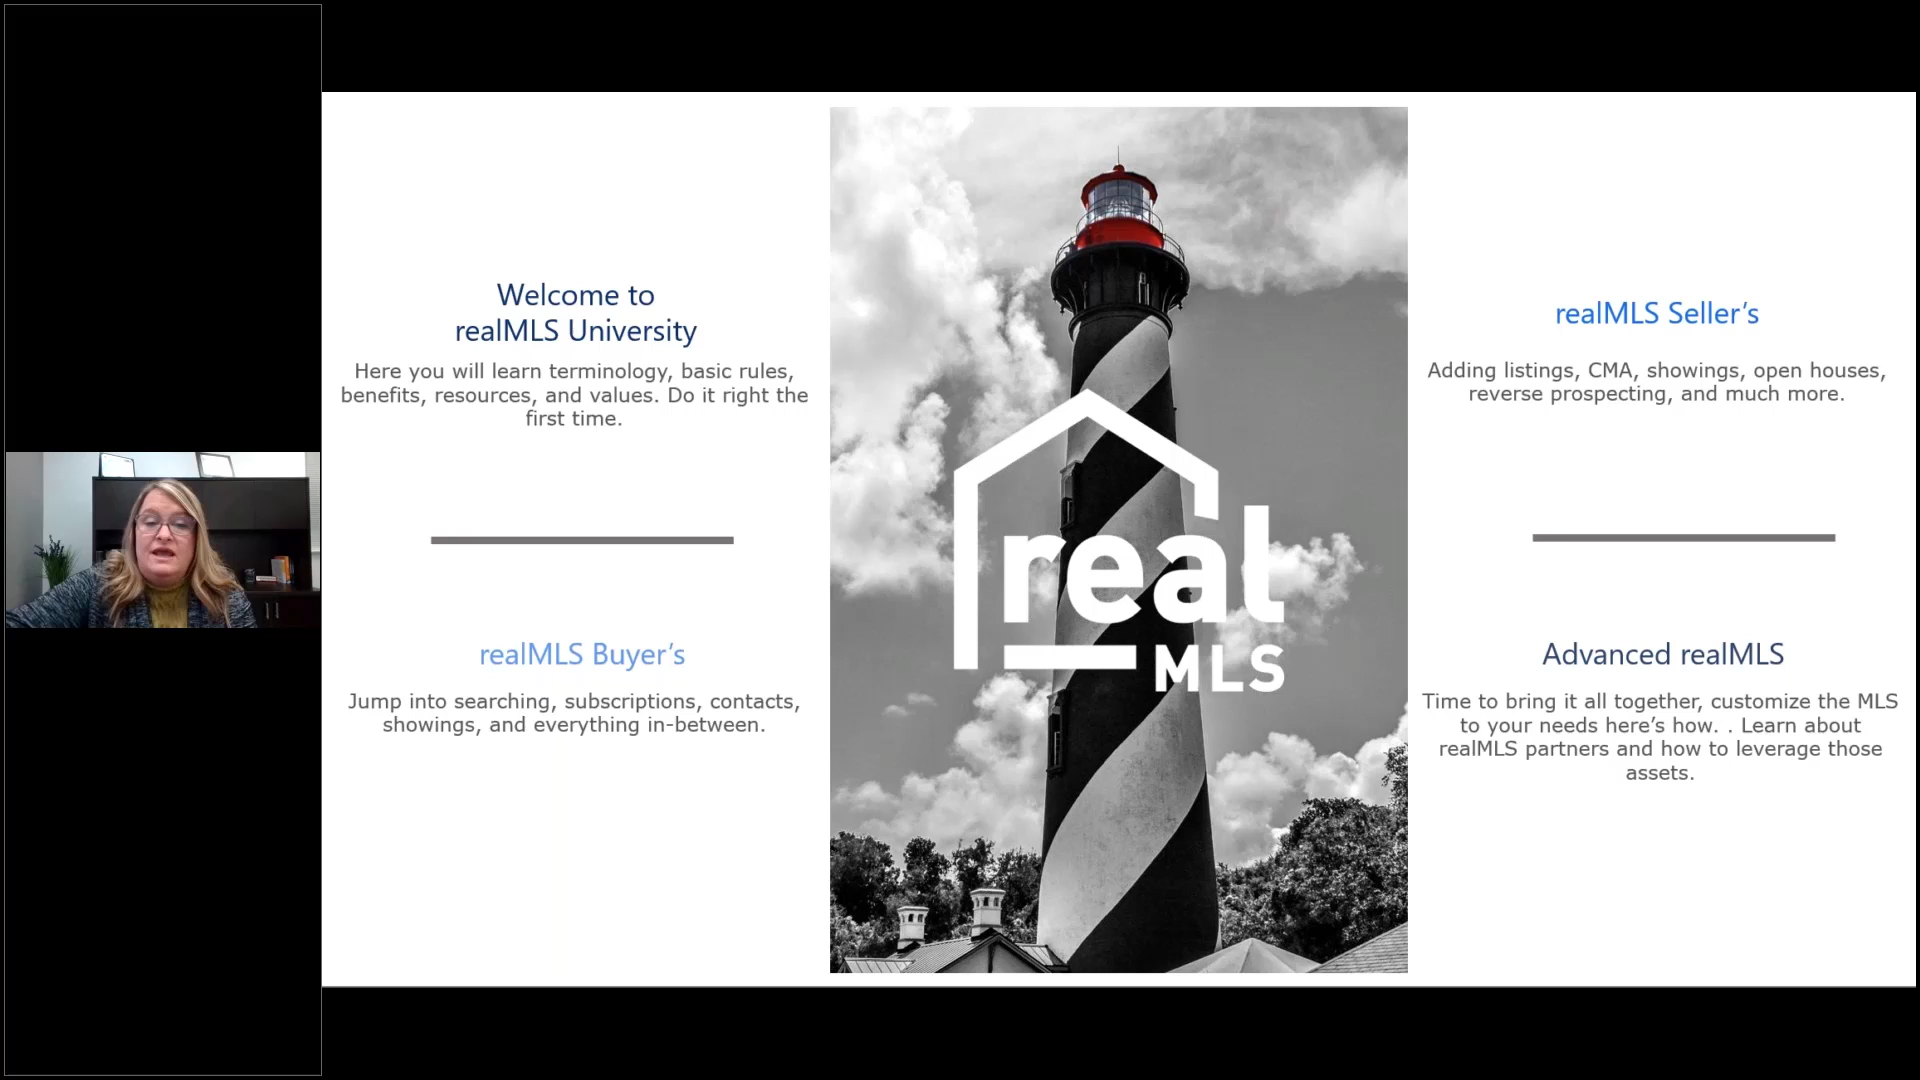 Welcome to
realMLS University
Here you will learn terminology, basic rules,
benefits, resources, and values. Do it right the
first time.
realMLS Buyer’s
Jump into searching, subscriptions, contacts,
showings, and everything in-between.
real
MLS
realMLS Seller’s
Adding listings, CMA, showings, open houses,
reverse prospecting, and much more.
Advanced realMLS
Time to bring it all together, customize the MLS
to your needs here’s how. . Learn about
realMLS partners and how to leverage those
assets.